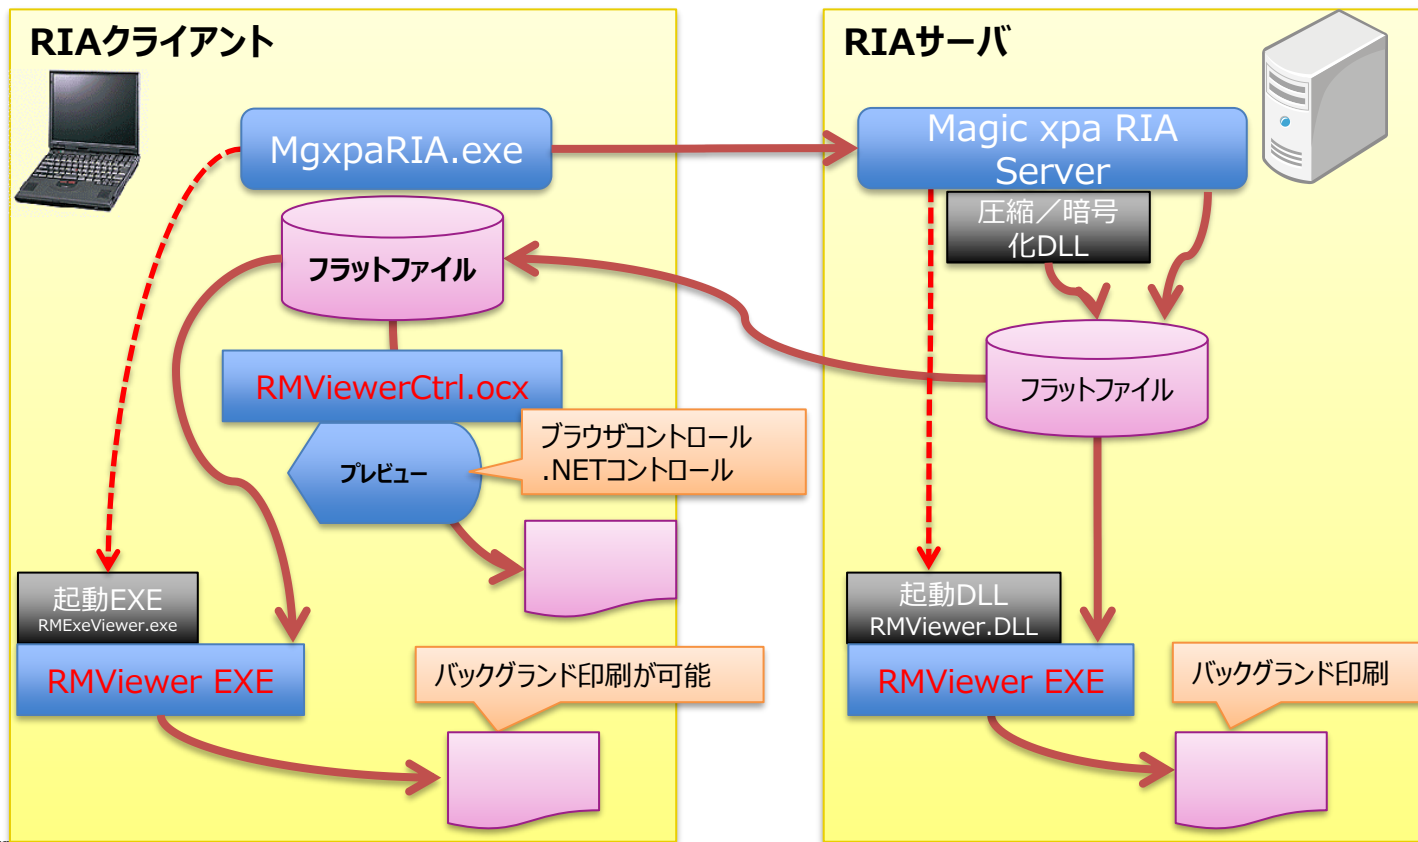 RIAクライアント
MgxpaRIA.exe
フラットファイル
RMViewerCtrl.ocx
プレビュー
ブラウザコントロール
.NETコントロール
起動EXE
RMExeViewer.exe
RMViewer EXE
バックグランド印刷が可能
RIAサーバ
Magic xpa RIA
Server
圧縮／暗号
化DLL
フラットファイル
起動DLL
RMViewer.DLL
RMViewer EXE
バックグランド印刷